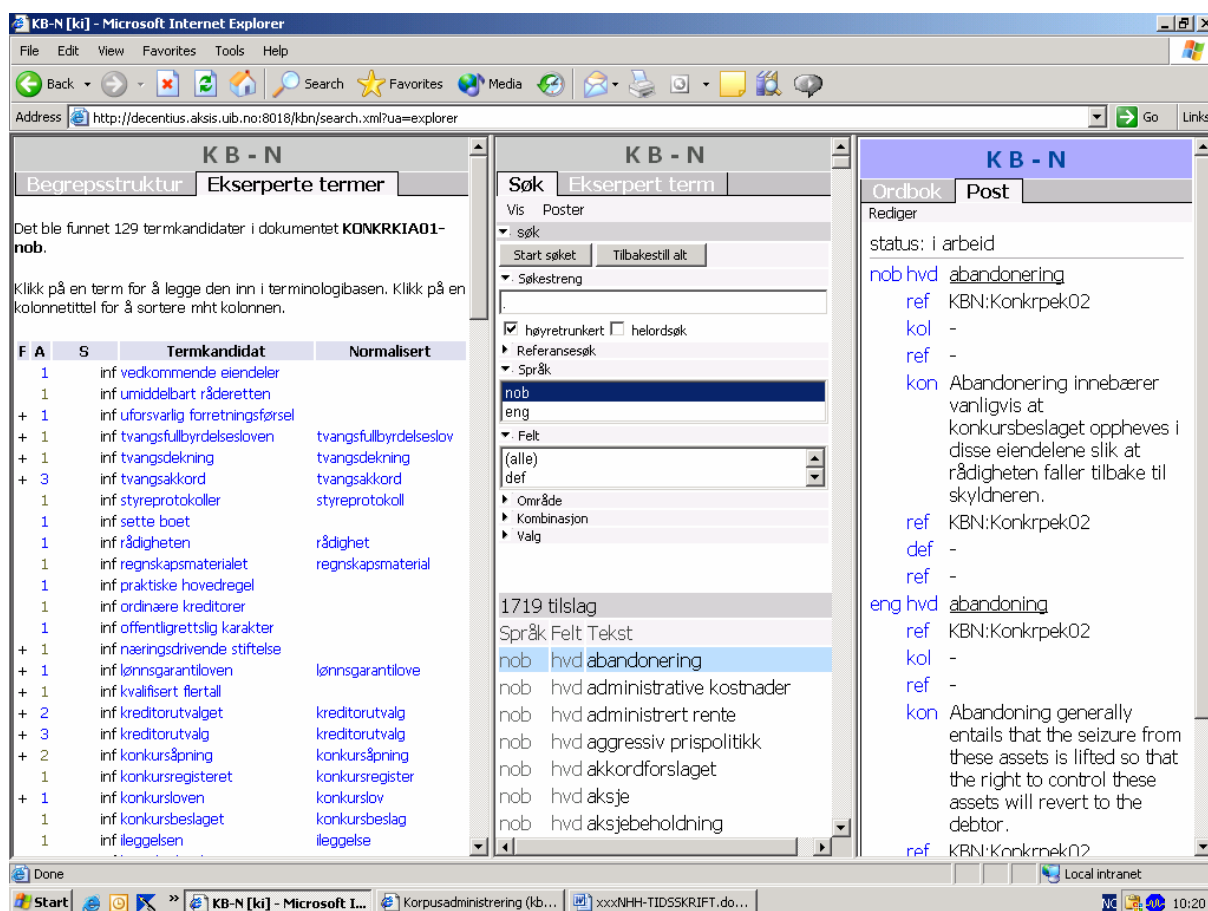 KB-N [ki] - Microsoft Internet Explorer
File Edit View Favorites Tools Help
Back Search Favorites Media
Address http://decentius.aksis.uib.no:8018/kbn/search.xml?ua=explorer Go Links
KB-N
Begrepsstruktur Ekserperte termer
Det ble funnet 129 termkandidater i dokumentet KONKRKIA01-
nob.
Klikk på en term for å legge den inn i terminologibasen. Klikk på en
kolonnetittel for å sortere mht kolonnen.
F A S Termkandidat Normalisert
1 inf vedkommende eiendeler
1 inf umiddelbart råderetten
+ 1 inf uforsvarlig forretningsførsel
+ 1 inf tvangsfullbyrdelsesloven tvangsfullbyrdelseslov
+ 1 inf tvangsdekning tvangsdekning
+ 3 inf tvangsakkord tvangsakkord
1 inf styreprotokoller styreprotokoll
1 inf sette boet
1 inf rådigheten rådighet
1 inf regnskapsmaterialet regnskapsmaterial
1 inf praktiske hovedregel
1 inf ordinære kreditorer
1 inf offentligrettslig karakter
+ 1 inf næringsdrivende stiftelse
+ 1 inf lønnsgarantiloven lønnsgarantilove
+ 1 inf kvalifisert flertall
+ 2 inf kreditorutvalget kreditorutvalg
+ 3 inf kreditorutvalg kreditorutvalg
+ 2 inf konkursåpning konkursåpning
1 inf konkursregisteret konkursregister
+ 1 inf konkursloven konkurslov
1 inf konkursbeslaget konkursbeslag
1 inf ileggelsen ileggelse
KB-N
Søk Ekserpert term
Vis Poster
søk
Start søket Tilbakestill alt
Søkestreng
.
høyretrunkert helordsøk
Referansesøk
Språk
nob
eng
Felt
(alle)
def
Område
Kombinasjon
Valg
1719 tilslag
Språk Felt Tekst
nob hvd abandonering
nob hvd administrative kostnader
nob hvd administrert rente
nob hvd aggressiv prispolitikk
nob hvd akkordforslaget
nob hvd aksje
nob hvd aksjebeholdning
KB-N
Ordbok Post
Rediger
status: i arbeid
nob hvd abandonering
ref KBN:Konkrpek02
kol -
ref -
kon Abandonering innebærer
vanligvis at
konkursbeslaget oppheves i
disse eiendelene slik at
rådigheten faller tilbake til
skyldneren.
ref KBN:Konkrpek02
def -
ref -
eng hvd abandoning
ref KBN:Konkrpek02
kol -
ref -
kon Abandoning generally
entails that the seizure from
these assets is lifted so that
the right to control these
assets will revert to the
debtor.
ref KBN:Konkrpek02
Done Local intranet
Start » KB-N [ki] - Microsoft I... Korpusadministrering (kb... xxxNHH-TIDSSKRIFT.do... NO 10:20